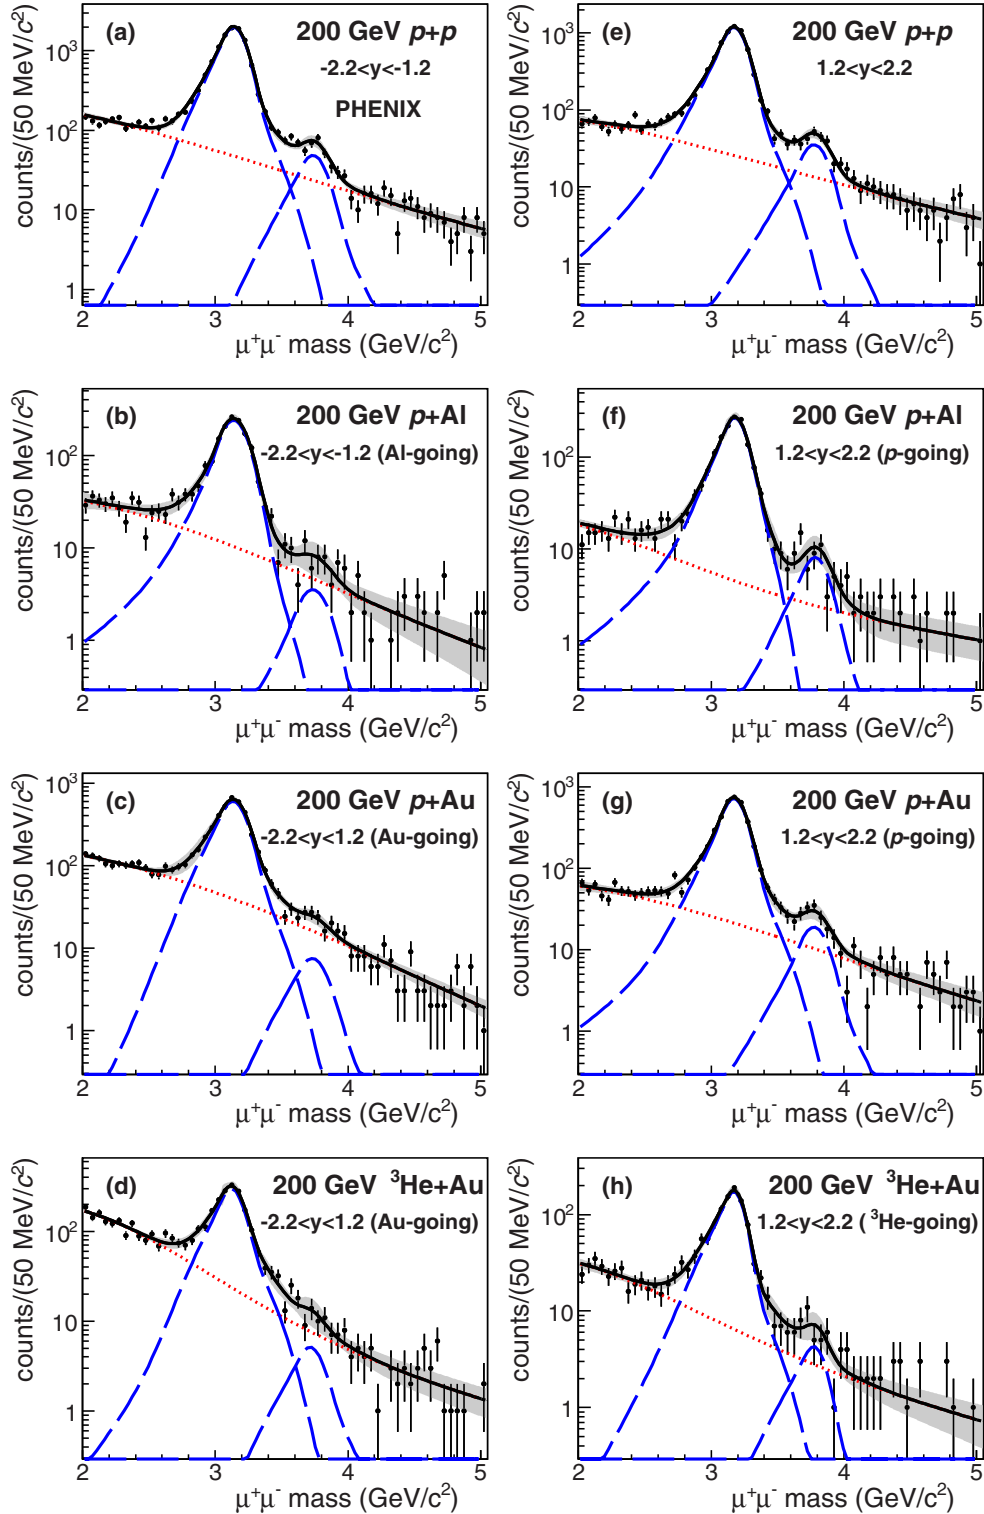 (a) 200 GeV p+p
-2.2<y<-1.2
PHENIX
counts/(50 MeV/c²)
10³
10²
10
1
2 3 4 5
μ⁺μ⁻ mass (GeV/c²)
(e) 200 GeV p+p
1.2<y<2.2
counts/(50 MeV/c²)
10³
10²
10
1
2 3 4 5
μ⁺μ⁻ mass (GeV/c²)
(b) 200 GeV p+Al
-2.2<y<-1.2 (Al-going)
counts/(50 MeV/c²)
10²
10
1
2 3 4 5
μ⁺μ⁻ mass (GeV/c²)
(f) 200 GeV p+Al
1.2<y<2.2 (p-going)
counts/(50 MeV/c²)
10²
10
1
2 3 4 5
μ⁺μ⁻ mass (GeV/c²)
(c) 200 GeV p+Au
-2.2<y<1.2 (Au-going)
counts/(50 MeV/c²)
10³
10²
10
1
2 3 4 5
μ⁺μ⁻ mass (GeV/c²)
(g) 200 GeV p+Au
1.2<y<2.2 (p-going)
counts/(50 MeV/c²)
10³
10²
10
1
2 3 4 5
μ⁺μ⁻ mass (GeV/c²)
(d) 200 GeV ³He+Au
-2.2<y<1.2 (Au-going)
counts/(50 MeV/c²)
10²
10
1
2 3 4 5
μ⁺μ⁻ mass (GeV/c²)
(h) 200 GeV ³He+Au
1.2<y<2.2 ( ³He-going)
counts/(50 MeV/c²)
10²
10
1
2 3 4 5
μ⁺μ⁻ mass (GeV/c²)